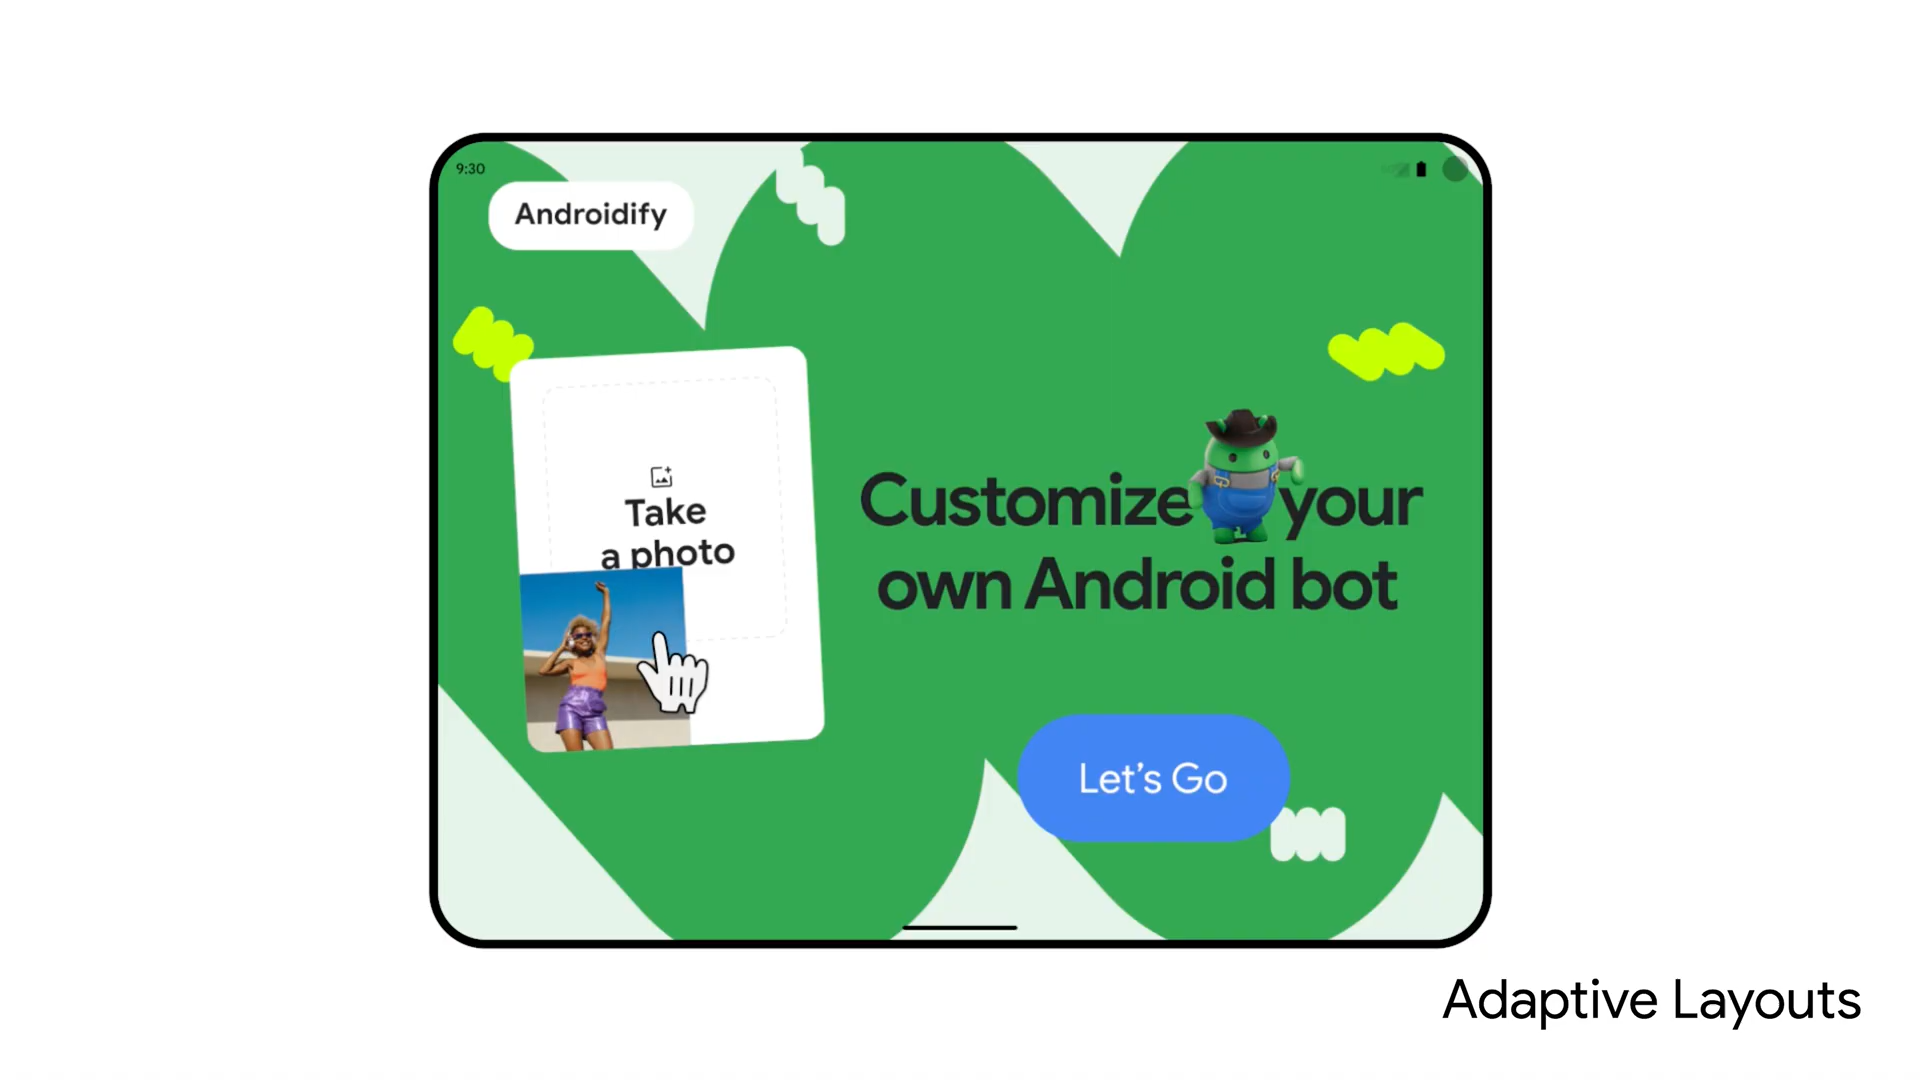 9:30
Androidify
Take
a photo
Customize your
own Android bot
Let’s Go
Adaptive Layouts